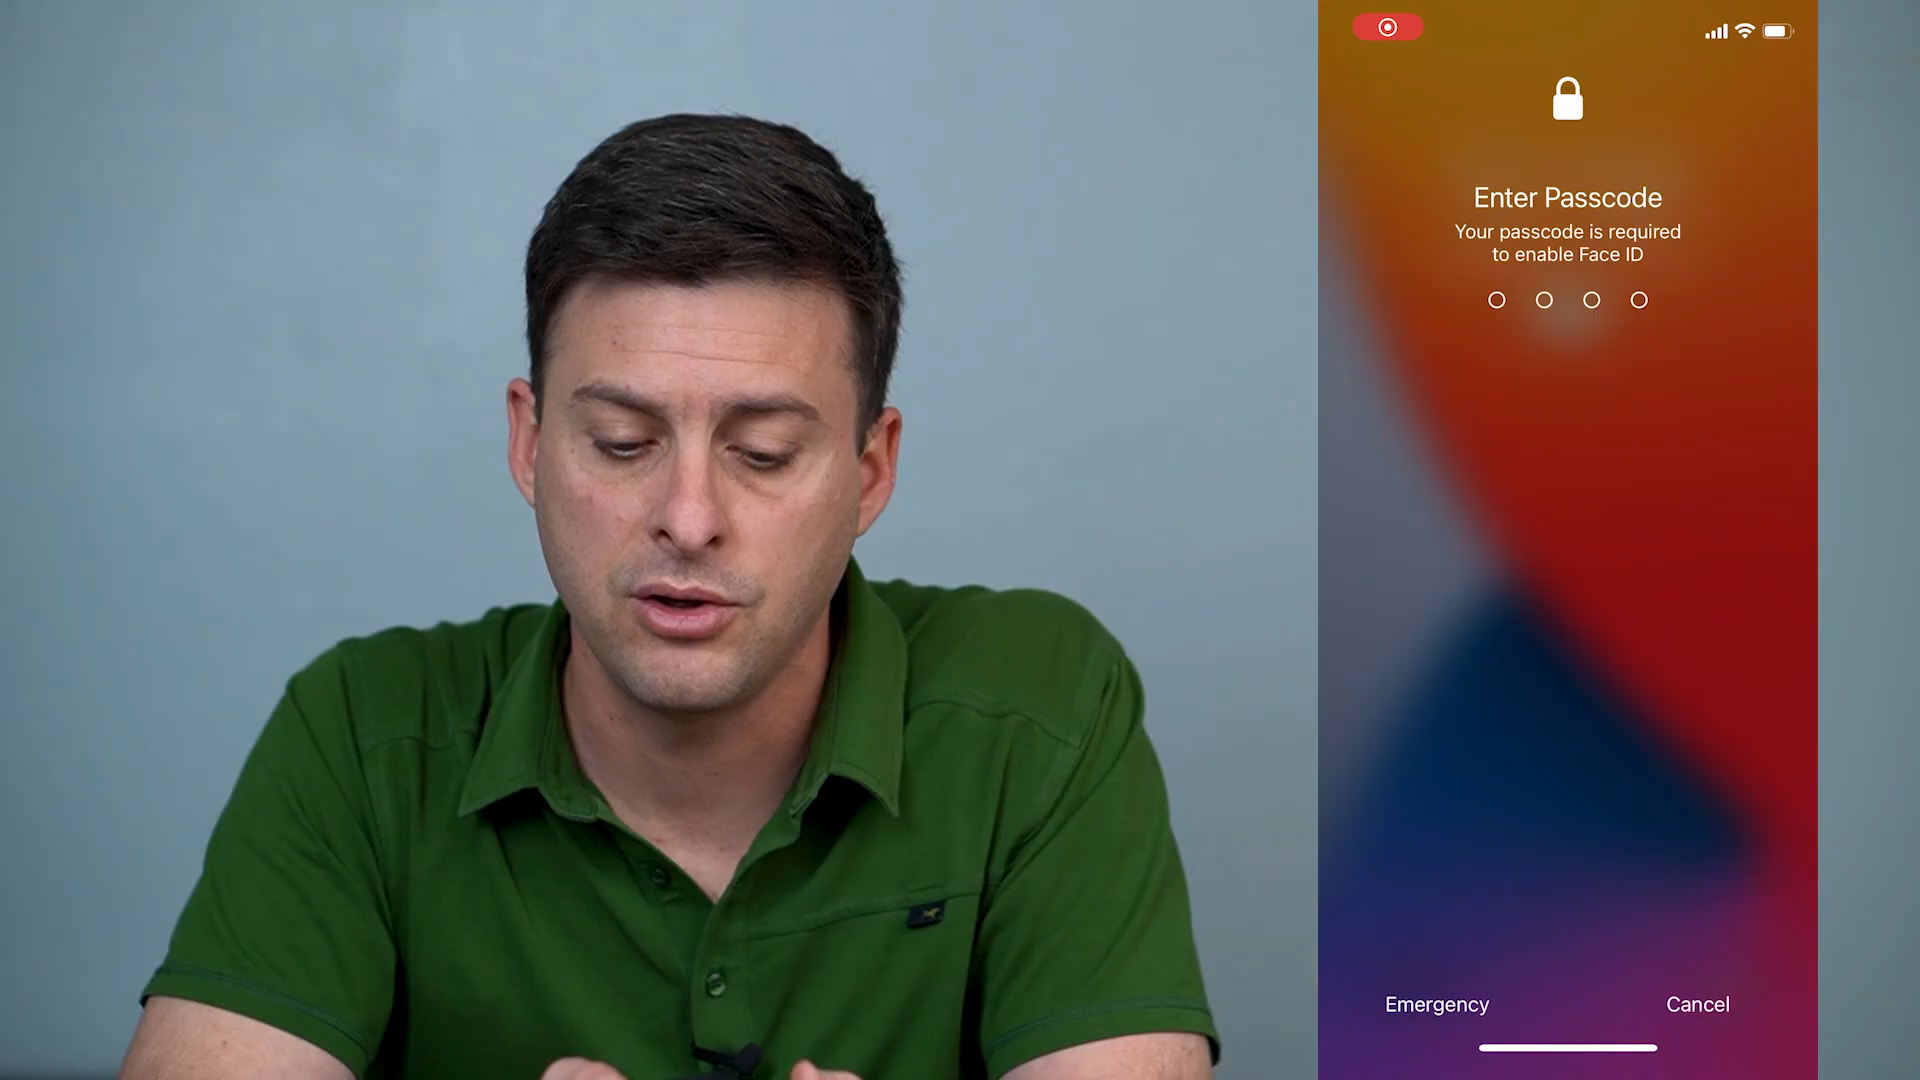 Enter Passcode
Your passcode is required
to enable Face ID
Emergency
Cancel